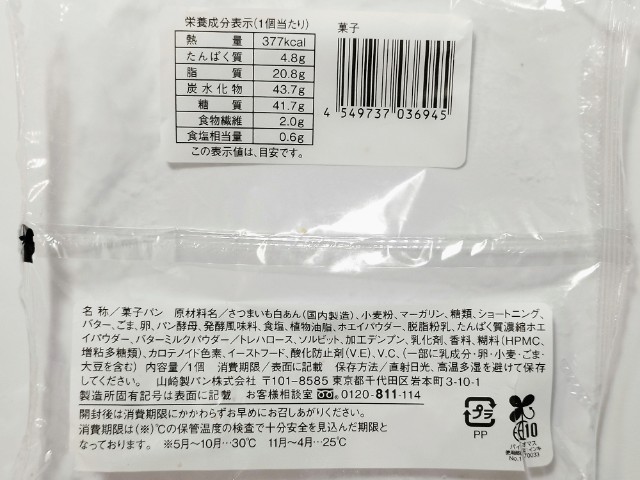 栄養成分表示(1個当たり)
熱量 377kcal
たんぱく質 4.8g
脂質 20.8g
炭水化物 43.7g
糖質 41.7g
食物繊維 2.0g
食塩相当量 0.6g
この表示値は、目安です。
菓子
4 549737 036945
名 称／菓子パン 原材料名／さつまいも白あん(国内製造)、小麦粉、マーガリン、糖類、ショートニング、
バター、ごま、卵、パン酵母、発酵風味料、食塩、植物油脂、ホエイパウダー、脱脂粉乳、たんぱく質濃縮ホエ
イパウダー、バターミルクパウダー／トレハロース、ソルビット、加工デンプン、乳化剤、香料、糊料(HPMC、
増粘多糖類)、カロテノイド色素、イーストフード、酸化防止剤(V.E)、V.C、(一部に乳成分・卵・小麦・ごま・
大豆を含む) 内容量／1個 消費期限／表面に記載 保存方法／直射日光、高温多湿を避けて保存
してください。 山崎製パン株式会社 〒101-8585 東京都千代田区岩本町3-10-1
製造所固有記号は表面に記載 お客様相談室 0120-811-114
開封後は消費期限にかかわらずお早めにお召しあがりください。
消費期限は(※)℃の保管温度の検査で十分安全を見込んだ期限と
なっております。 ※5月〜10月…30℃ 11月〜4月…25℃
プラ
PP
10
バイオマス